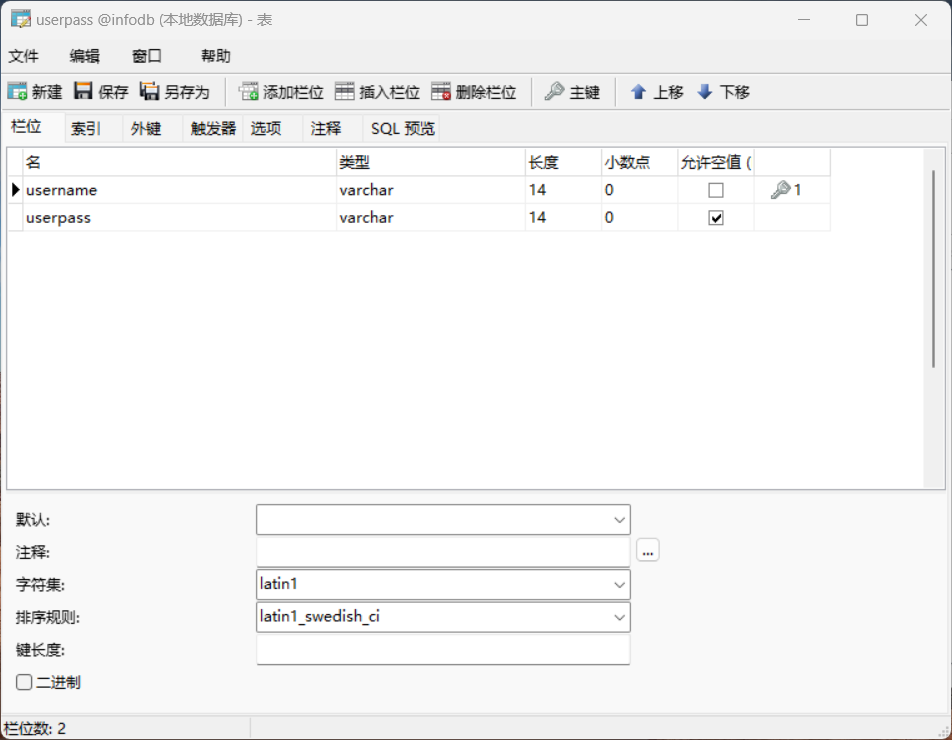 userpass @infodb (本地数据库) - 表
文件 编辑 窗口 帮助
新建 保存 另存为 添加栏位 插入栏位 删除栏位 主键 上移 下移
栏位 索引 外键 触发器 选项 注释 SQL 预览
名 类型 长度 小数点 允许空值 (
username varchar 14 0 1
userpass varchar 14 0
默认:
注释: ...
字符集: latin1
排序规则: latin1_swedish_ci
键长度:
二进制
栏位数: 2